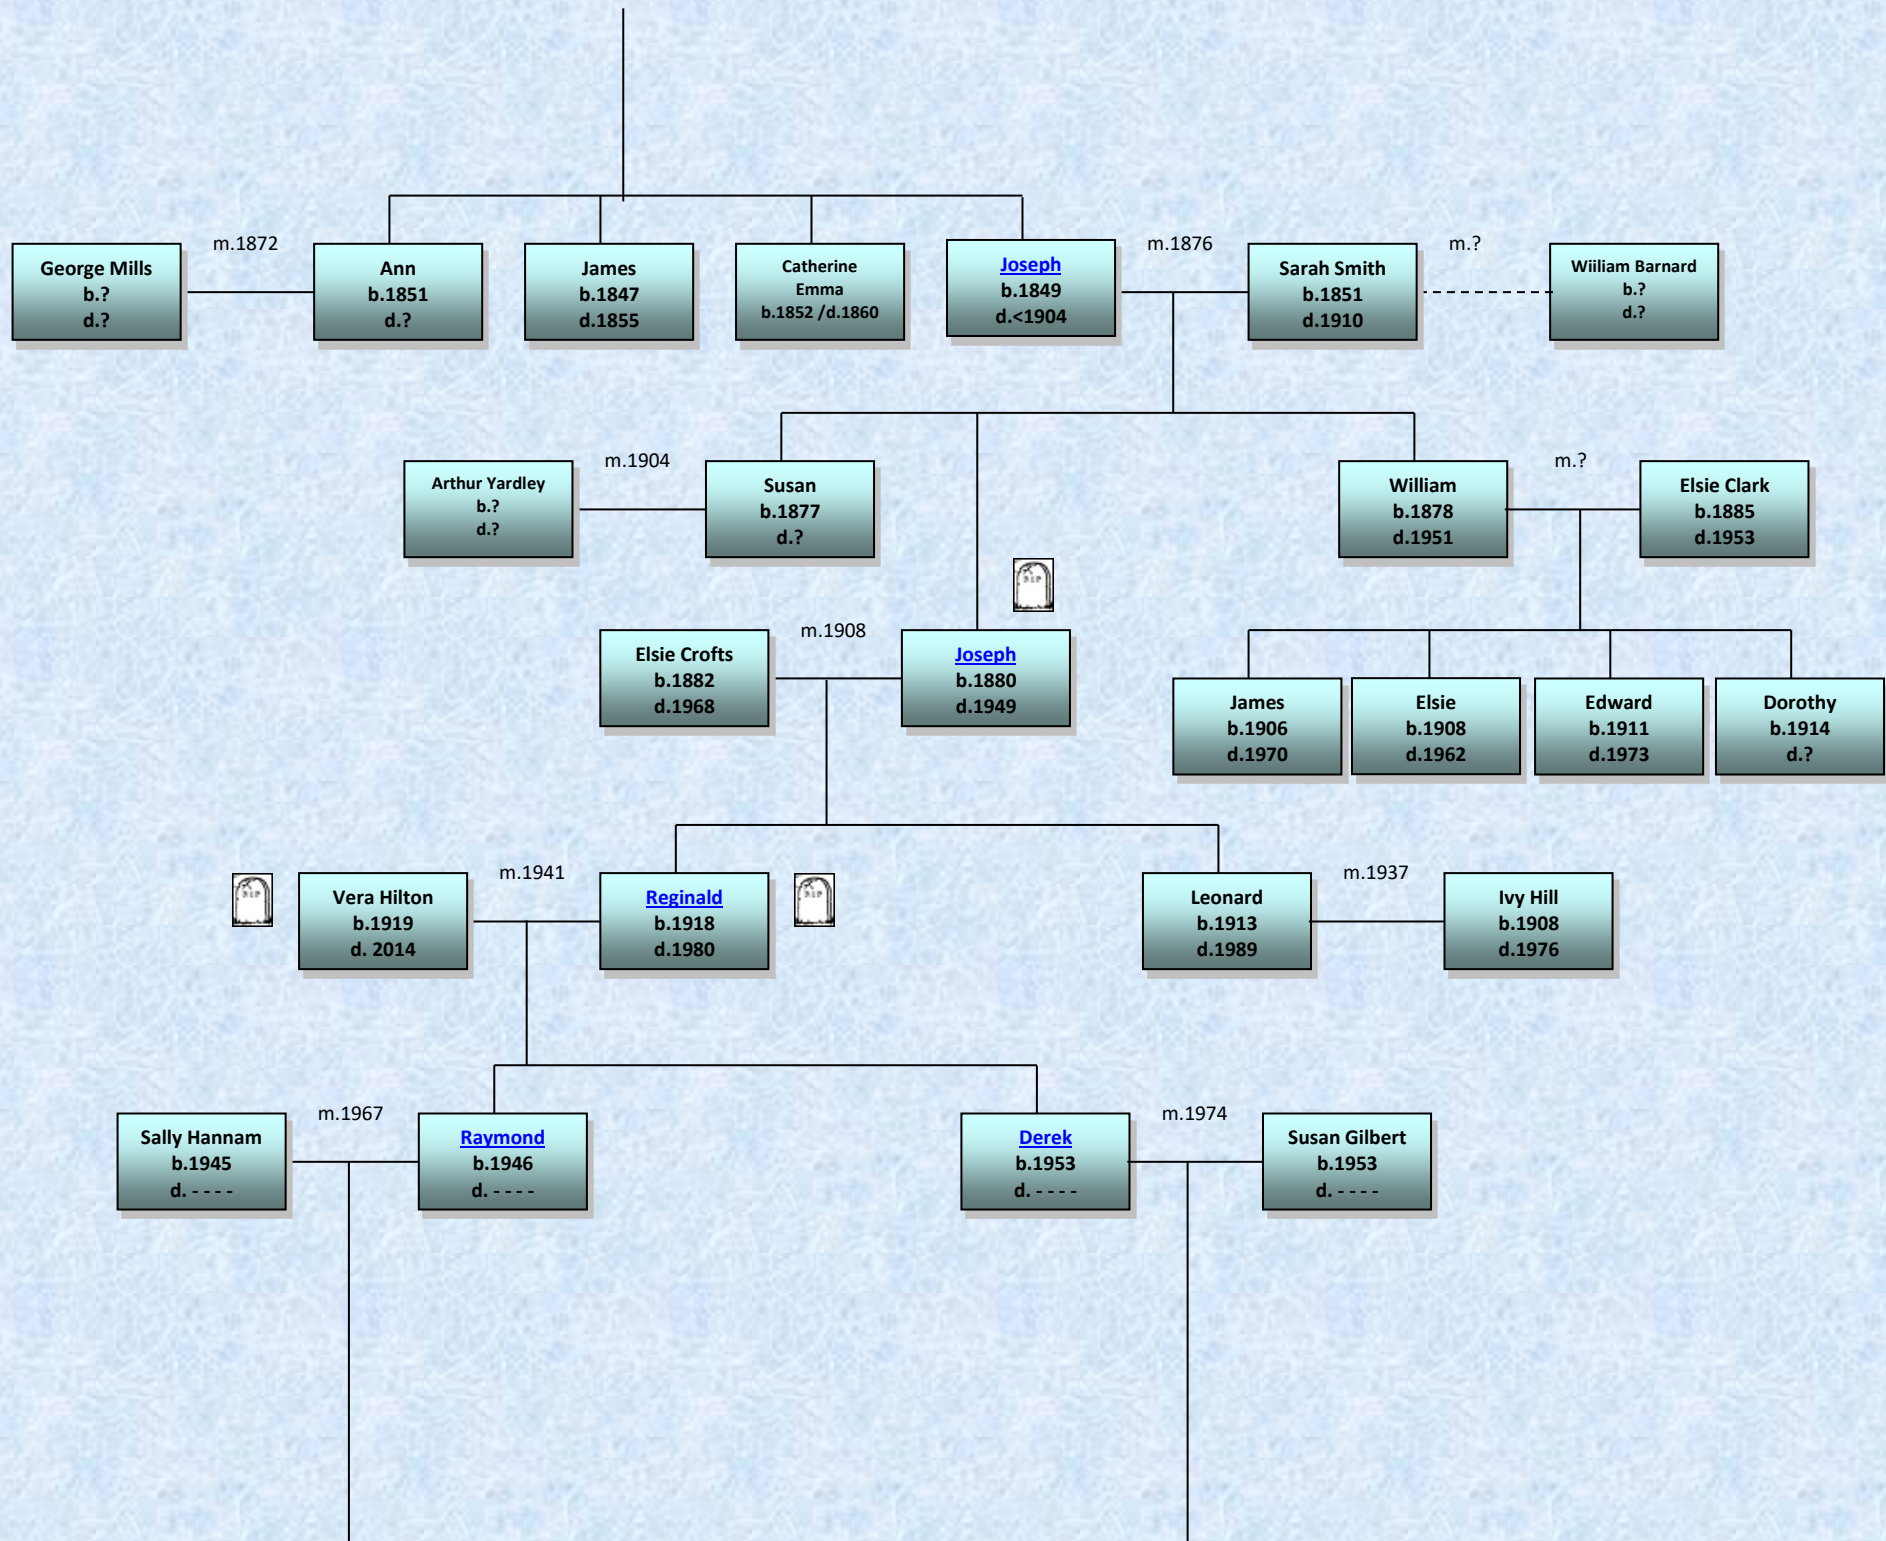 m.1872
m.1876
m.?
George Mills
b.?
d.?
Ann
b.1851
d.?
James
b.1847
d.1855
Catherine
Emma
b.1852 /d.1860
Joseph
b.1849
d.<1904
Sarah Smith
b.1851
d.1910
Wiiliam Barnard
b.?
d.?
m.1904
m.?
Arthur Yardley
b.?
d.?
Susan
b.1877
d.?
William
b.1878
d.1951
Elsie Clark
b.1885
d.1953
RIP
m.1908
Elsie Crofts
b.1882
d.1968
Joseph
b.1880
d.1949
James
b.1906
d.1970
Elsie
b.1908
d.1962
Edward
b.1911
d.1973
Dorothy
b.1914
d.?
m.1941
m.1937
RIP
Vera Hilton
b.1919
d. 2014
Reginald
b.1918
d.1980
RIP
Leonard
b.1913
d.1989
Ivy Hill
b.1908
d.1976
m.1967
m.1974
Sally Hannam
b.1945
d. - - - -
Raymond
b.1946
d. - - - -
Derek
b.1953
d. - - - -
Susan Gilbert
b.1953
d. - - - -